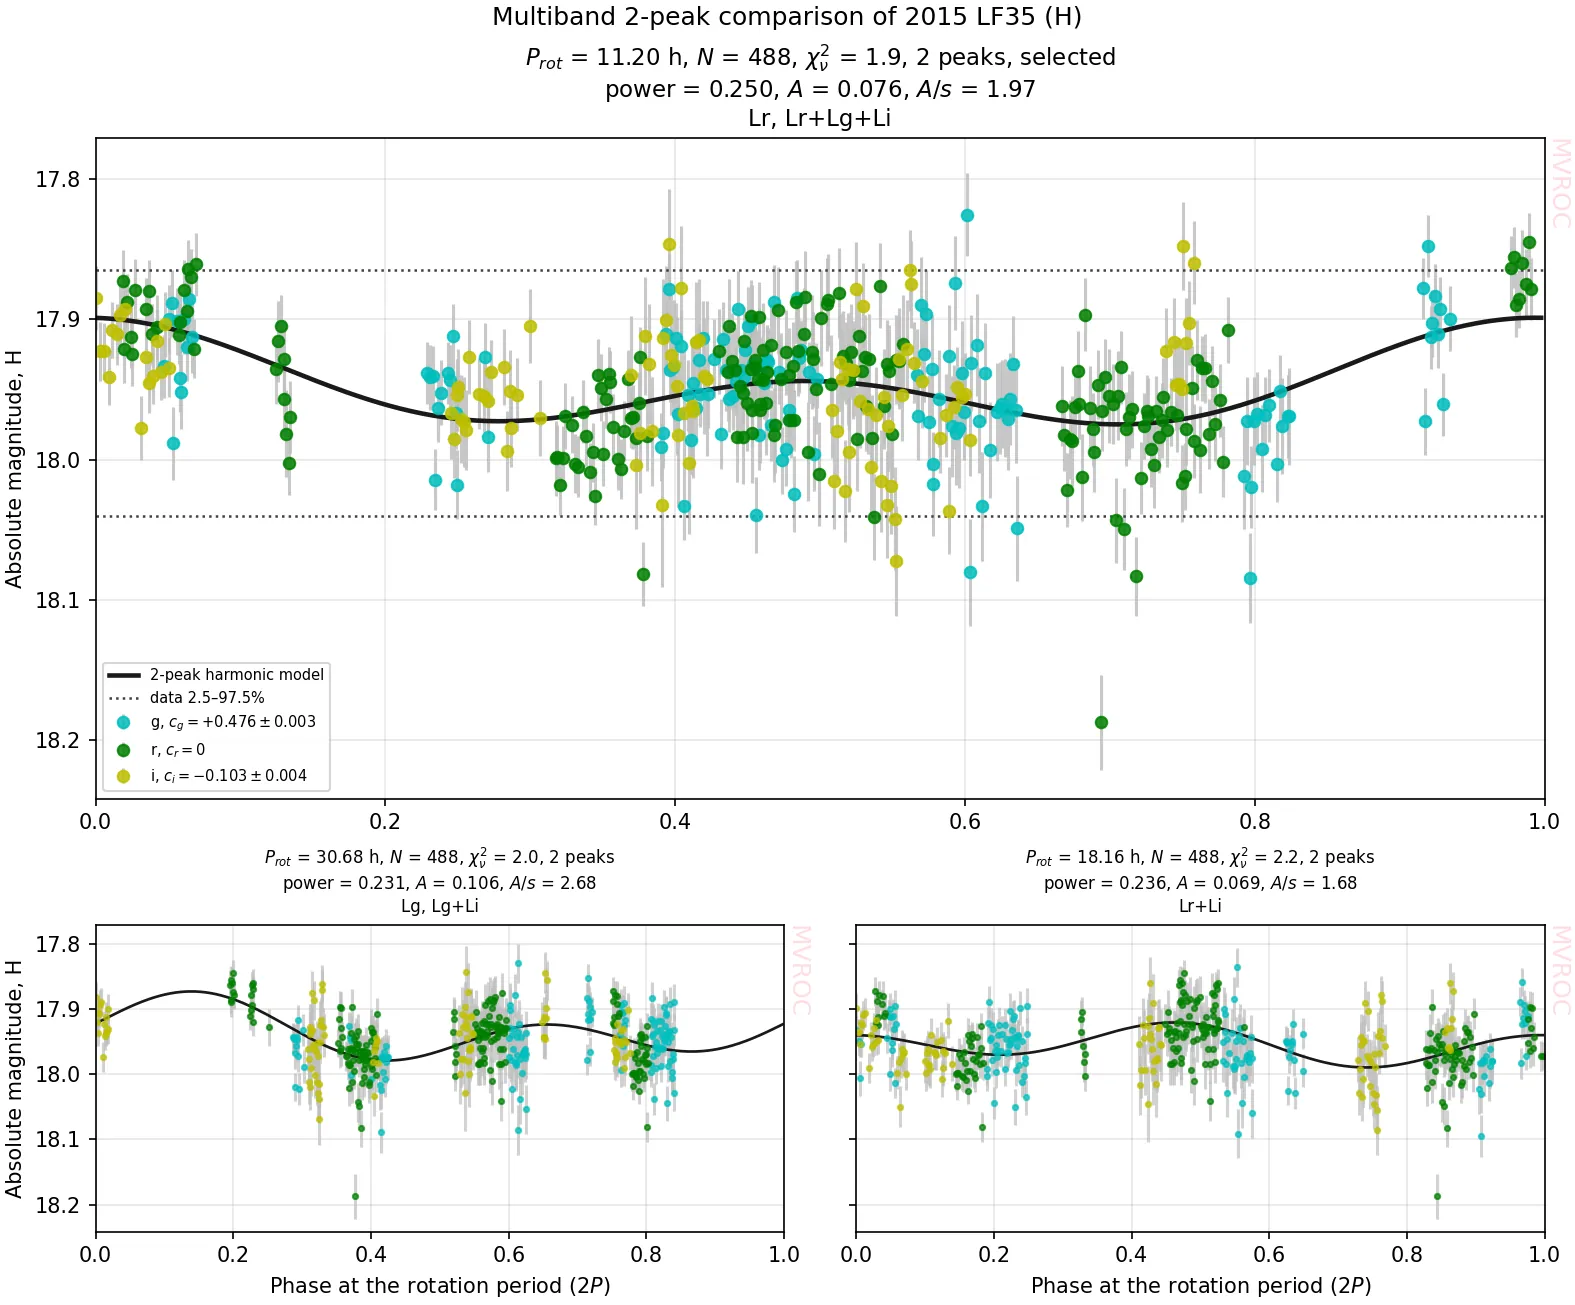 Multiband 2-peak comparison of 2015 LF35 (H)
P_rot = 11.20 h, N = 488, χ²_ν = 1.9, 2 peaks, selected
power = 0.250, A = 0.076, A/s = 1.97
Lr, Lr+Lg+Li
MVROC
Absolute magnitude, H
17.8
17.9
18.0
18.1
18.2
2-peak harmonic model
data 2.5–97.5%
g, c_g = +0.476 ± 0.003
r, c_r = 0
i, c_i = −0.103 ± 0.004
0.0 0.2 0.4 0.6 0.8 1.0
P_rot = 30.68 h, N = 488, χ²_ν = 2.0, 2 peaks
power = 0.231, A = 0.106, A/s = 2.68
Lg, Lg+Li
MVROC
Absolute magnitude, H
17.8
17.9
18.0
18.1
18.2
0.0 0.2 0.4 0.6 0.8 1.0
Phase at the rotation period (2P)
P_rot = 18.16 h, N = 488, χ²_ν = 2.2, 2 peaks
power = 0.236, A = 0.069, A/s = 1.68
Lr+Li
MVROC
0.0 0.2 0.4 0.6 0.8 1.0
Phase at the rotation period (2P)